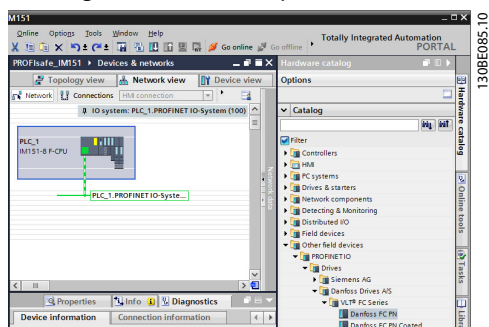 M151
Online Options Tools Window Help
Go online Go offline
Totally Integrated Automation
PORTAL
PROFIsafe_IM151 ▸ Devices & networks
Topology view Network view Device view
Network Connections HMI connection
IO system: PLC_1.PROFINET IO-System (100)
PLC_1
IM151-8 F-CPU
PLC_1.PROFINET IO-Syste...
Network data
Properties Info Diagnostics
Device information Connection information
Hardware catalog
Options
Catalog
Filter
Controllers
HMI
PC systems
Drives & starters
Network components
Detecting & Monitoring
Distributed I/O
Field devices
Other field devices
PROFINET IO
Drives
Siemens AG
Danfoss Drives A/S
VLT® FC Series
Danfoss FC PN
Danfoss FC PN Coated
Hardware catalog
Online tools
Tasks
Libr
130BE085.10